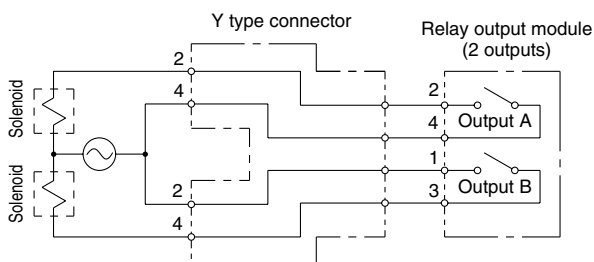 Y type connector
Relay output module
(2 outputs)
Solenoid
Solenoid
2
4
2
4
2
4
Output A
1
3
Output B